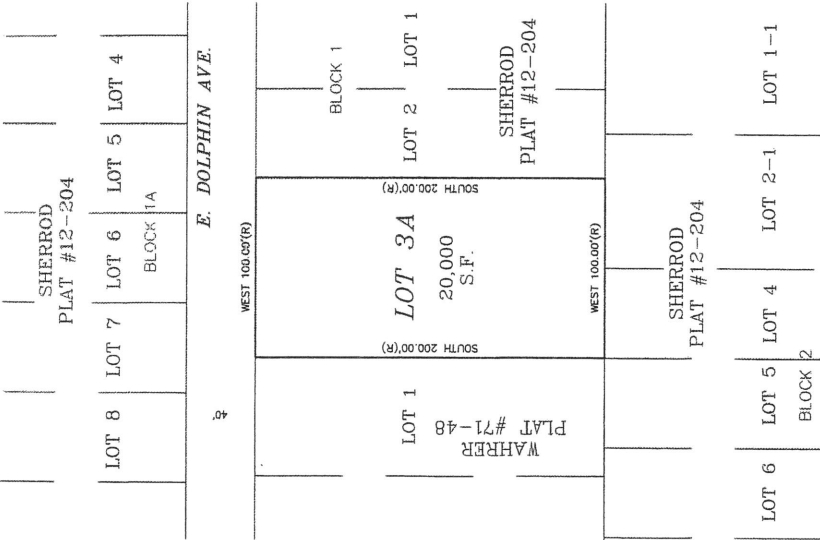 SHERROD
PLAT #12-204
LOT 8
LOT 7
LOT 6
LOT 5
LOT 4
BLOCK 1A
40'
E. DOLPHIN AVE.
WEST 100.00'(R)
BLOCK 1
LOT 1
LOT 2
SHERROD
PLAT #12-204
SOUTH 200.00'(R)
LOT 3A
20,000
S.F.
SOUTH 200.00'(R)
WEST 100.00'(R)
LOT 1
WAHRER
PLAT #71-48
SHERROD
PLAT #12-204
LOT 6
LOT 5
LOT 4
LOT 2-1
LOT 1-1
BLOCK 2